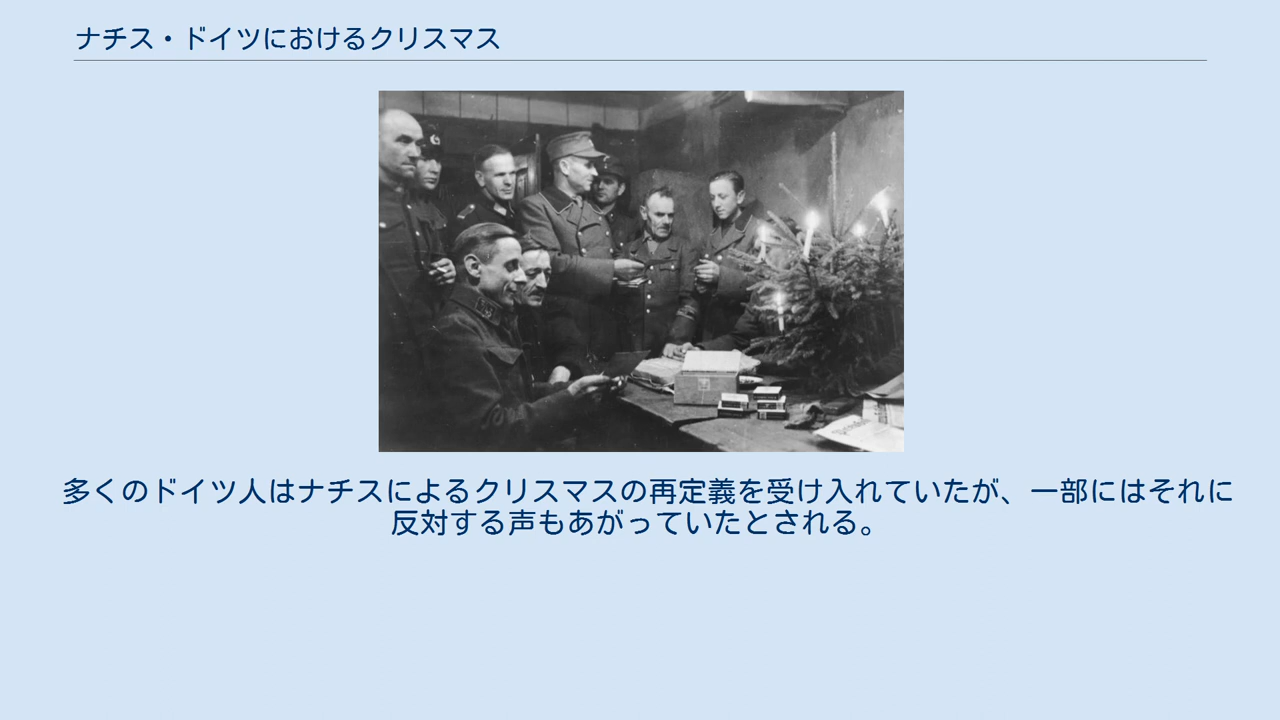 ナチス・ドイツにおけるクリスマス
多くのドイツ人はナチスによるクリスマスの再定義を受け入れていたが、一部にはそれに
反対する声もあがっていたとされる。